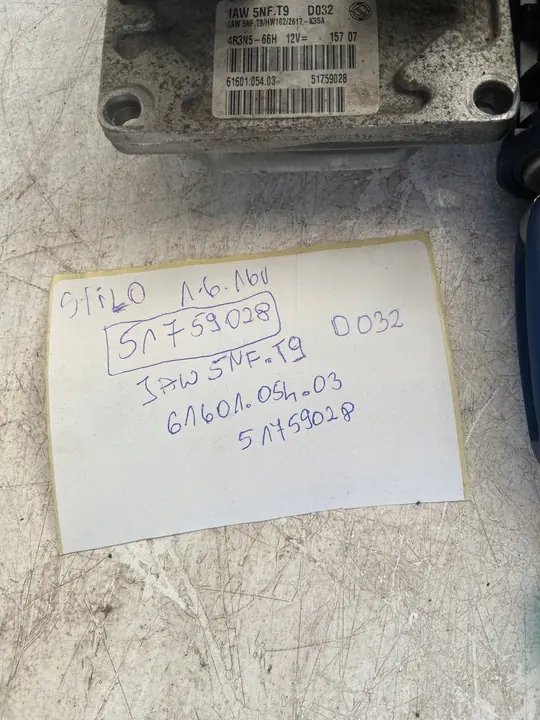 IAW 5NF.T9 D032
IAW 5NF.T9/HW102/2617-K35A
4R3N5-66H 12V= 157 07
61601.054.03- 51759028
STiLO 1.6.16V
51759028
D032
IAW 5NF.T9
61601.054.03
51759028